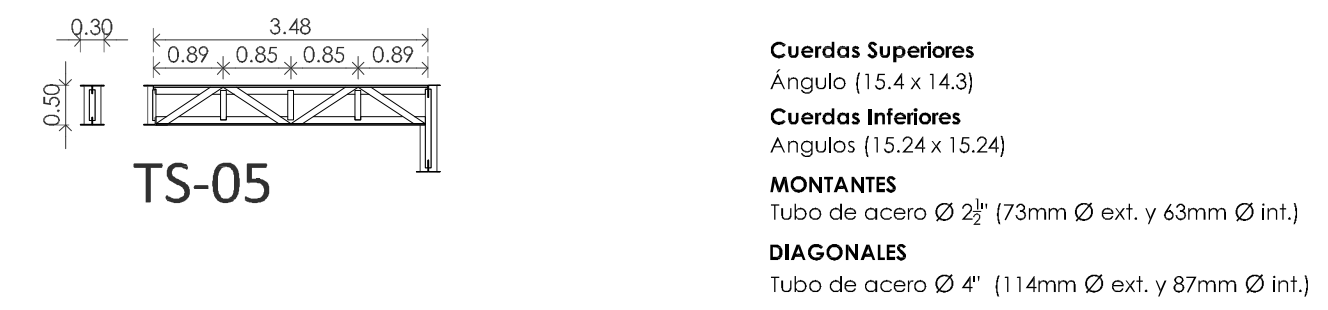 0.30
3.48
0.89 0.85 0.85 0.89
0.50
TS-05
Cuerdas Superiores
Ángulo (15.4 x 14.3)
Cuerdas Inferiores
Angulos (15.24 x 15.24)
MONTANTES
Tubo de acero Ø 2½" (73mm Ø ext. y 63mm Ø int.)
DIAGONALES
Tubo de acero Ø 4" (114mm Ø ext. y 87mm Ø int.)